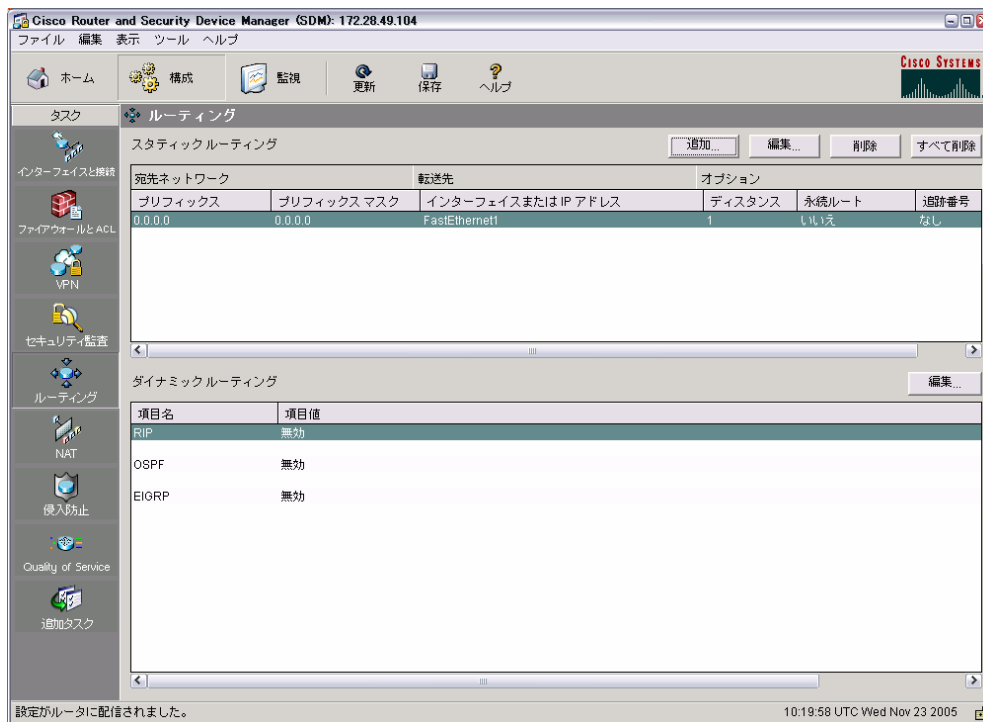 Cisco Router and Security Device Manager (SDM): 172.28.49.104
ファイル 編集 表示 ツール ヘルプ
ホーム 構成 監視 更新 保存 ヘルプ
CISCO SYSTEMS
タスク
ルーティング
インターフェイスと接続
ファイアウォールと ACL
VPN
セキュリティ監査
ルーティング
NAT
侵入防止
Quality of Service
追加タスク
スタティック ルーティング 追加... 編集... 削除 すべて削除
宛先ネットワーク 転送先 オプション
プリフィックス プリフィックス マスク インターフェイスまたは IP アドレス ディスタンス 永続ルート 追跡番号
0.0.0.0 0.0.0.0 FastEthernet1 1 いいえ なし
ダイナミック ルーティング 編集...
項目名 項目値
RIP 無効
OSPF 無効
EIGRP 無効
設定がルータに配信されました。 10:19:58 UTC Wed Nov 23 2005